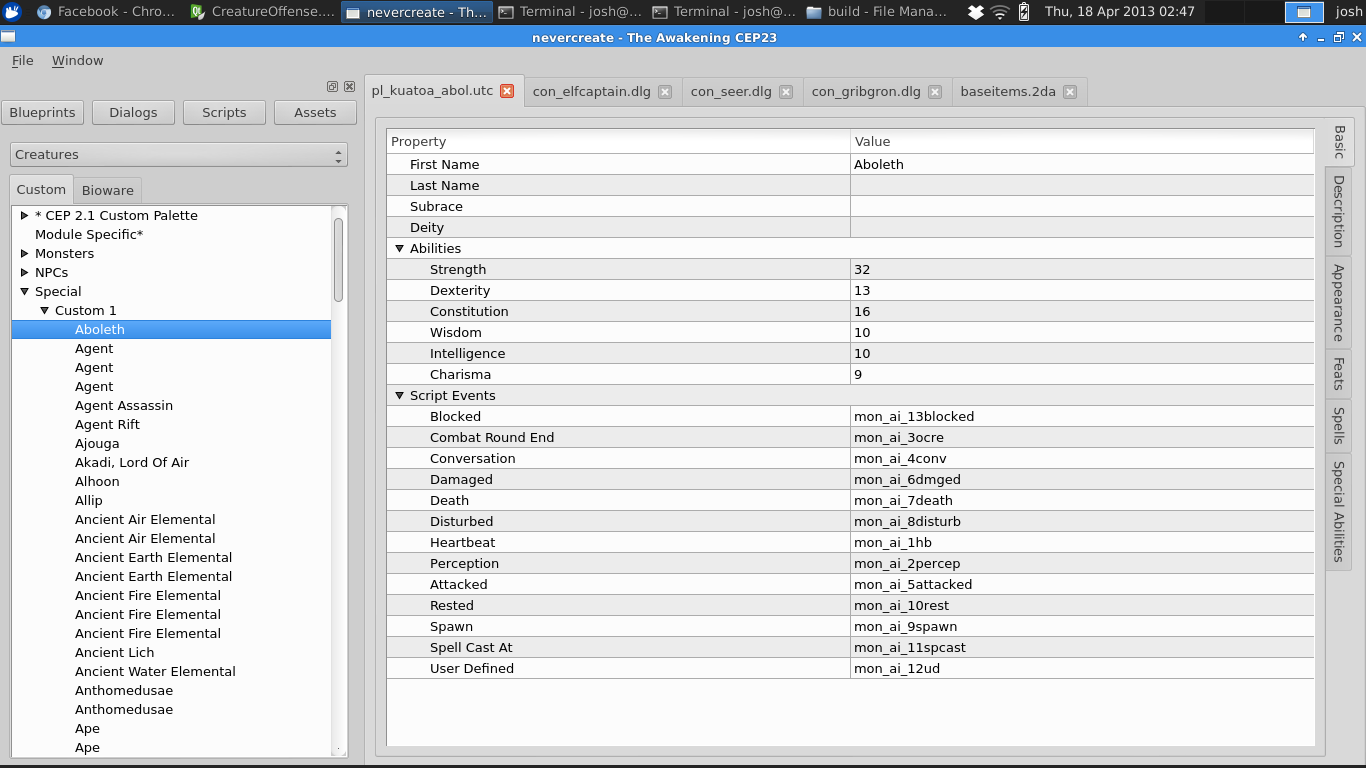 Facebook - Chro... CreatureOffense.... nevercreate - Th... Terminal - josh@... Terminal - josh@... build - File Mana... Thu, 18 Apr 2013 02:47 josh
nevercreate - The Awakening CEP23
File Window
Blueprints Dialogs Scripts Assets
Creatures
Custom Bioware
* CEP 2.1 Custom Palette
Module Specific*
Monsters
NPCs
Special
Custom 1
Aboleth
Agent
Agent
Agent
Agent Assassin
Agent Rift
Ajouga
Akadi, Lord Of Air
Alhoon
Allip
Ancient Air Elemental
Ancient Air Elemental
Ancient Earth Elemental
Ancient Earth Elemental
Ancient Fire Elemental
Ancient Fire Elemental
Ancient Fire Elemental
Ancient Lich
Ancient Water Elemental
Anthomedusae
Anthomedusae
Ape
Ape
pl_kuatoa_abol.utc con_elfcaptain.dlg con_seer.dlg con_gribgron.dlg baseitems.2da
Property Value
First Name Aboleth
Last Name
Subrace
Deity
Abilities
Strength 32
Dexterity 13
Constitution 16
Wisdom 10
Intelligence 10
Charisma 9
Script Events
Blocked mon_ai_13blocked
Combat Round End mon_ai_3ocre
Conversation mon_ai_4conv
Damaged mon_ai_6dmged
Death mon_ai_7death
Disturbed mon_ai_8disturb
Heartbeat mon_ai_1hb
Perception mon_ai_2percep
Attacked mon_ai_5attacked
Rested mon_ai_10rest
Spawn mon_ai_9spawn
Spell Cast At mon_ai_11spcast
User Defined mon_ai_12ud
Basic
Description
Appearance
Feats
Spells
Special Abilities